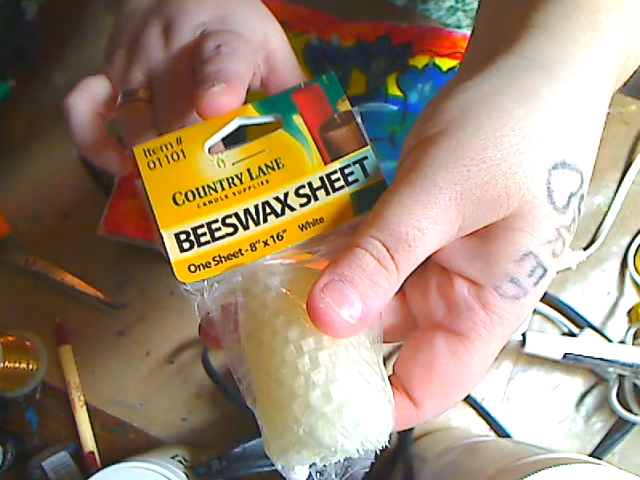 Item #
01101
COUNTRY LANE
CANDLE SUPPLIES
BEESWAX SHEET
One Sheet - 8" x 16" White